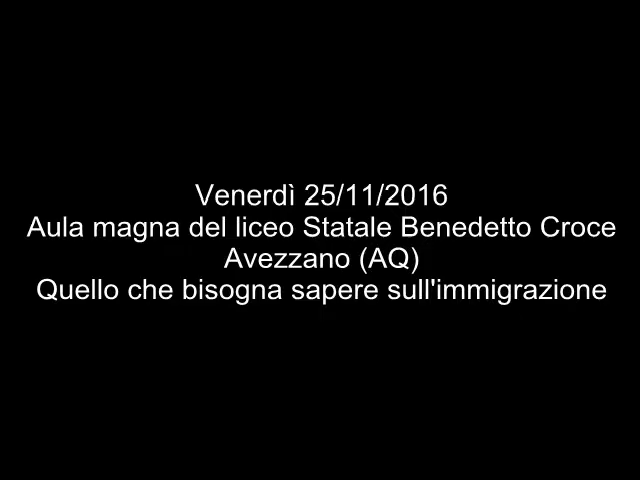 Venerdì 25/11/2016
Aula magna del liceo Statale Benedetto Croce
Avezzano (AQ)
Quello che bisogna sapere sull'immigrazione